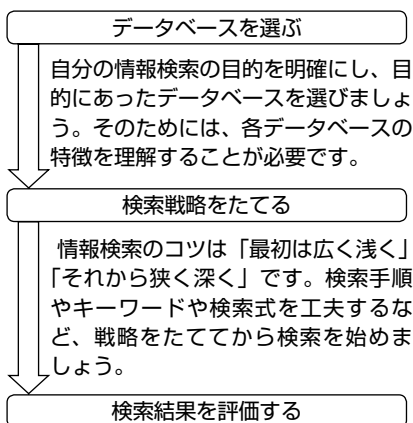 データベースを選ぶ
自分の情報検索の目的を明確にし、目
的にあったデータベースを選びましょ
う。そのためには、各データベースの
特徴を理解することが必要です。
検索戦略をたてる
情報検索のコツは「最初は広く浅く」
「それから狭く深く」です。検索手順
やキーワードや検索式を工夫するな
ど、戦略をたててから検索を始めま
しょう。
検索結果を評価する